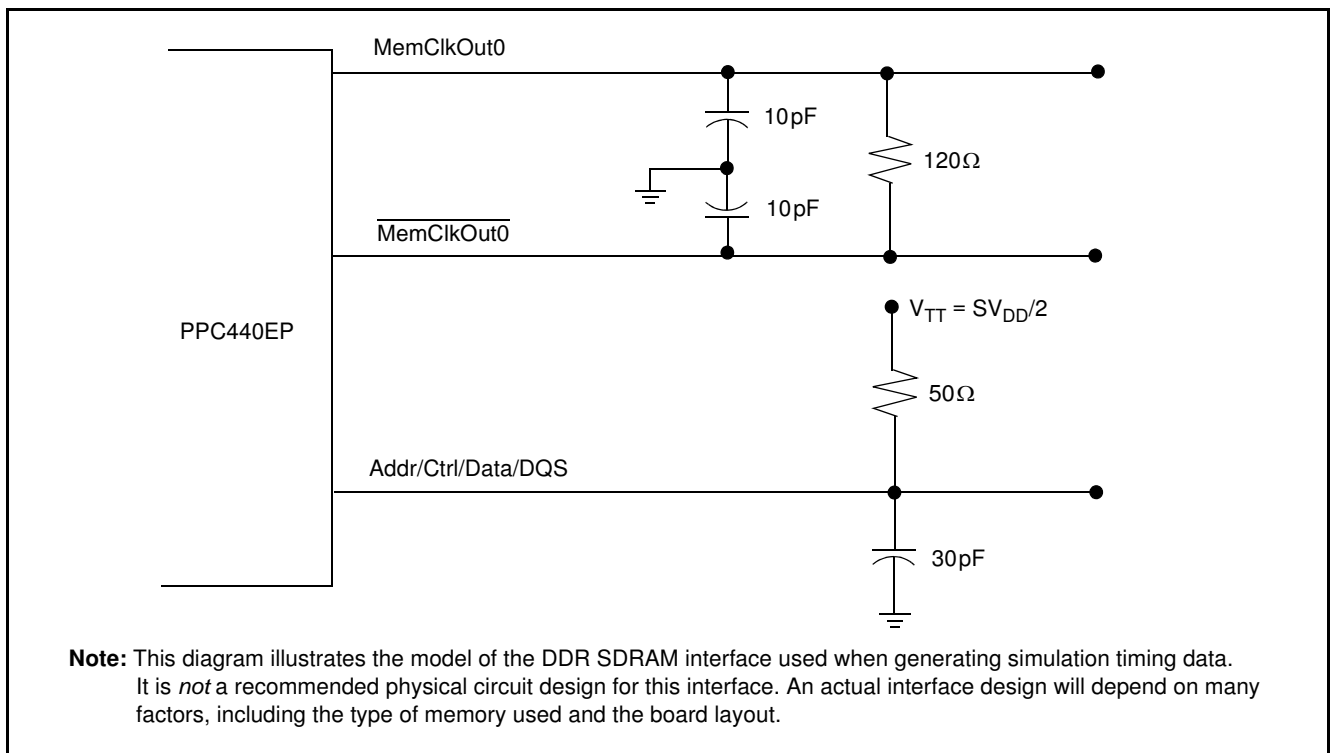 MemClkOut0
10pF
120Ω
10pF
MemClkOut0
V_TT = SV_DD/2
PPC440EP
50Ω
Addr/Ctrl/Data/DQS
30pF
Note: This diagram illustrates the model of the DDR SDRAM interface used when generating simulation timing data.
It is not a recommended physical circuit design for this interface. An actual interface design will depend on many
factors, including the type of memory used and the board layout.